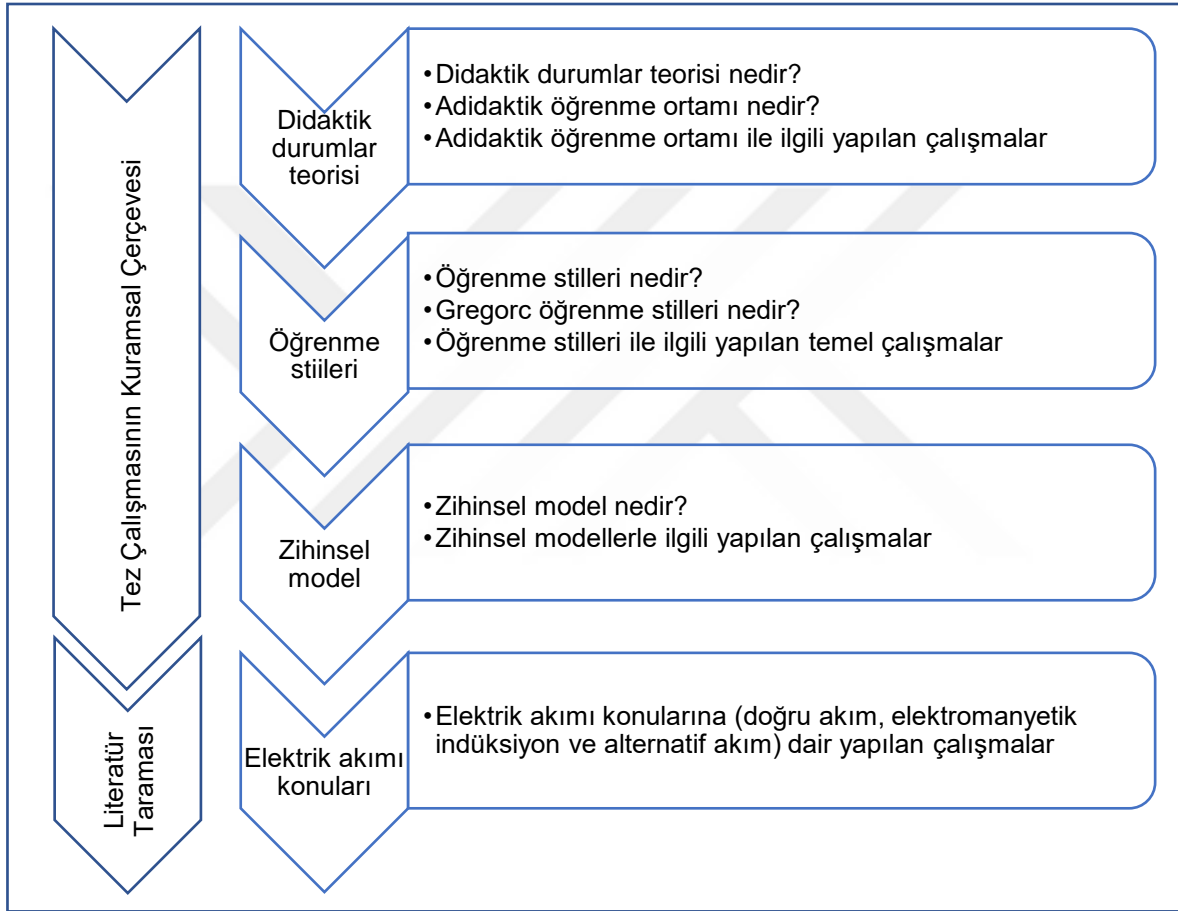 Tez Çalışmasının Kuramsal Çerçevesi
Didaktik
durumlar
teorisi
•Didaktik durumlar teorisi nedir?
•Adidaktik öğrenme ortamı nedir?
•Adidaktik öğrenme ortamı ile ilgili yapılan çalışmalar
Öğrenme
stiileri
•Öğrenme stilleri nedir?
•Gregorc öğrenme stilleri nedir?
•Öğrenme stilleri ile ilgili yapılan temel çalışmalar
Zihinsel
model
•Zihinsel model nedir?
•Zihinsel modellerle ilgili yapılan çalışmalar
Literatür
Taraması
Elektrik akımı
konuları
•Elektrik akımı konularına (doğru akım, elektromanyetik
indüksiyon ve alternatif akım) dair yapılan çalışmalar